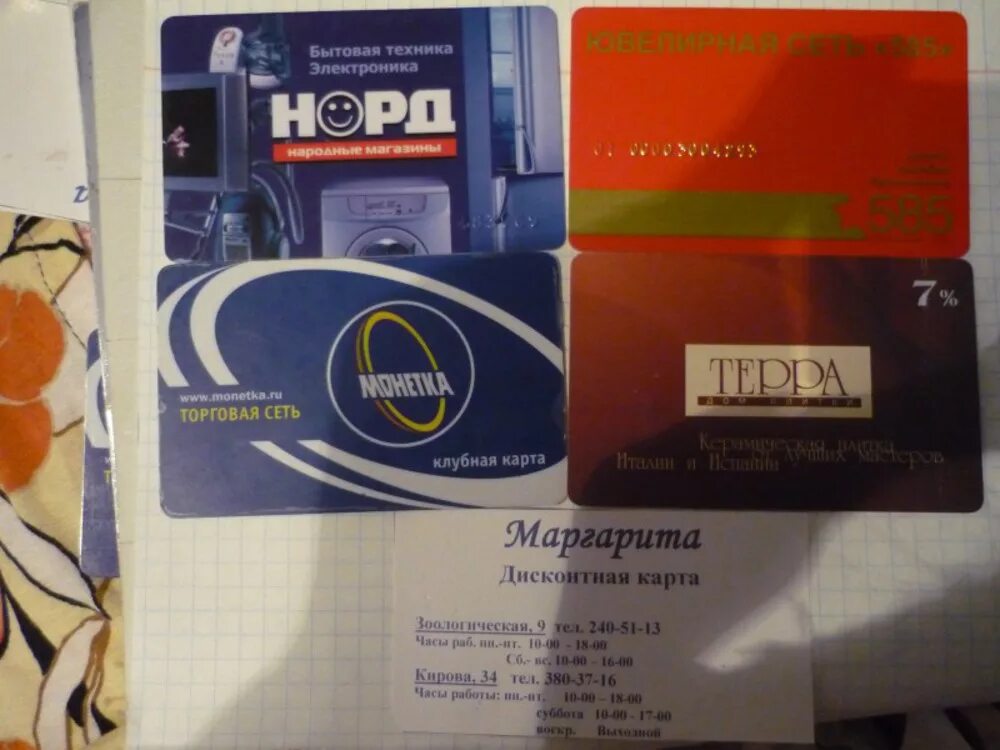 Бытовая техника
Электроника
НОРД
народные магазины
ЮВЕЛИРНАЯ СЕТЬ «585»
585
МОНЕТКА
www.monetka.ru
ТОРГОВАЯ СЕТЬ
клубная карта
7%
ТЕРРА
ДОМ ПЛИТКИ
Керамическая плитка
Италии и Испании
от лучших мастеров
Маргарита
Дисконтная карта
Зоологическая, 9 тел. 240-51-13
Часы раб. пн.-пт. 10-00 - 18-00
Сб.- вс. 10-00 - 16-00
Кирова, 34 тел. 380-37-16
Часы работы: пн.-пт. 10-00 - 18-00
суббота 10-00 - 17-00
воскр. Выходной